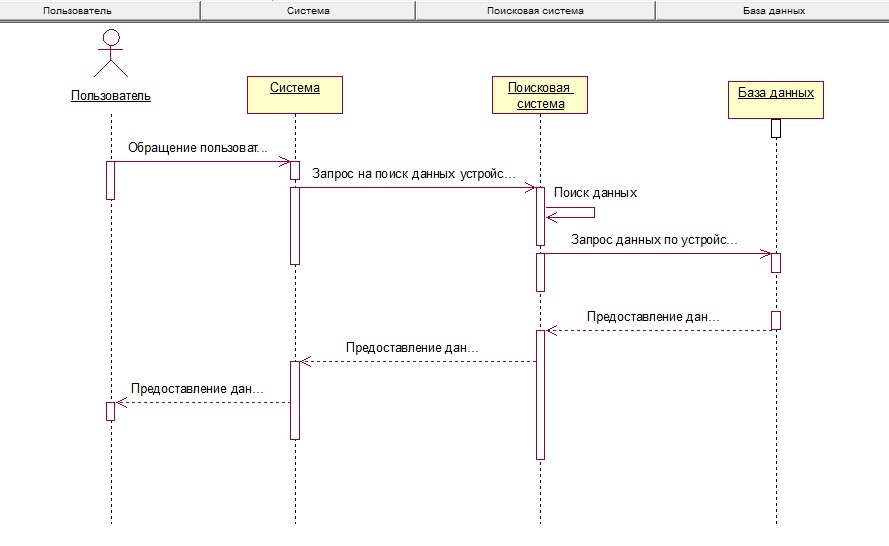 Пользователь
Система
Поисковая система
База данных
Пользователь
Система
Поисковая
система
База данных
Обращение пользоват...
Запрос на поиск данных устройс...
Поиск данных
Запрос данных по устройс...
Предоставление дан...
Предоставление дан...
Предоставление дан...